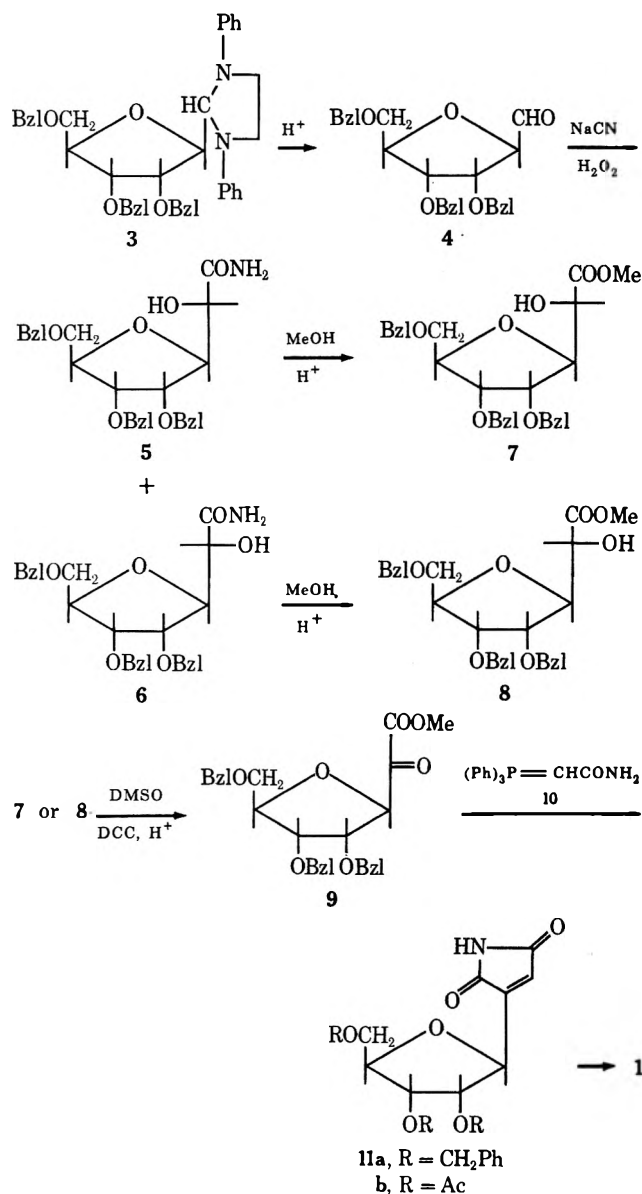 Ph
N
BzlOCH₂ O HC
N
Ph
OBzl OBzl
3
H⁺
BzlOCH₂ O CHO
OBzl OBzl
4
NaCN
H₂O₂
CONH₂
HO
BzlOCH₂ O
OBzl OBzl
5
MeOH
H⁺
COOMe
HO
BzlOCH₂ O
OBzl OBzl
7
+
CONH₂
OH
BzlOCH₂ O
OBzl OBzl
6
MeOH
H⁺
COOMe
OH
BzlOCH₂ O
OBzl OBzl
8
7 or 8
DMSO
DCC, H⁺
COOMe
O
BzlOCH₂ O
OBzl OBzl
9
(Ph)₃P=CHCONH₂
10
O
HN
O
ROCH₂ O
OR OR
1
11a, R = CH₂Ph
b, R = Ac